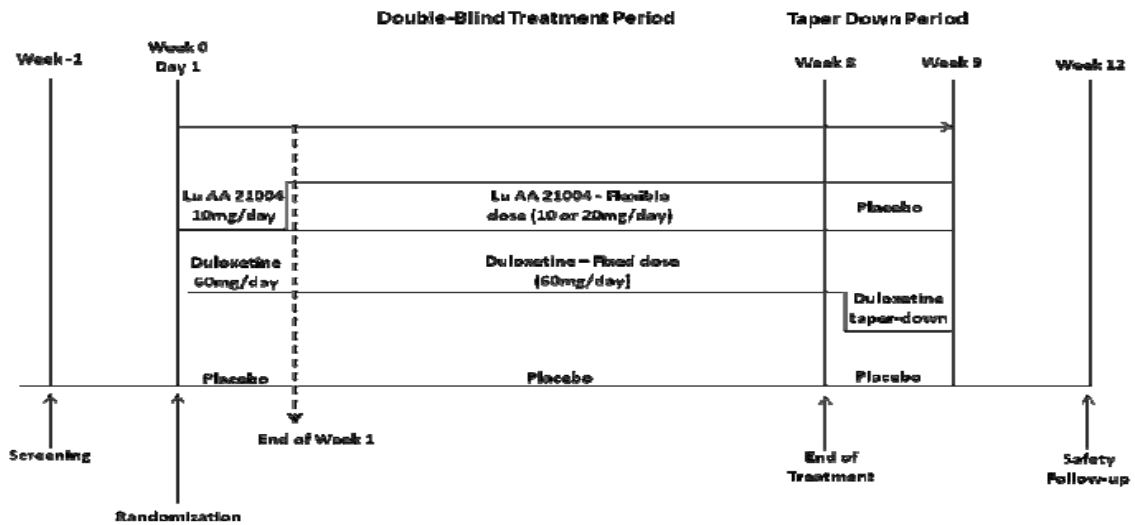 Double-Blind Treatment Period
Taper Down Period
Week -1
Week 0
Day 1
Week 8
Week 9
Week 12
Lu AA 21004
10mg/day
Lu AA 21004 - Flexible
dose (10 or 20mg/day)
Placebo
Duloxetine
60mg/day
Duloxetine – Fixed dose
(60mg/day)
Duloxetine
taper-down
Placebo
Placebo
Placebo
End of Week 1
Screening
End of
Treatment
Safety
Follow-up
Randomization